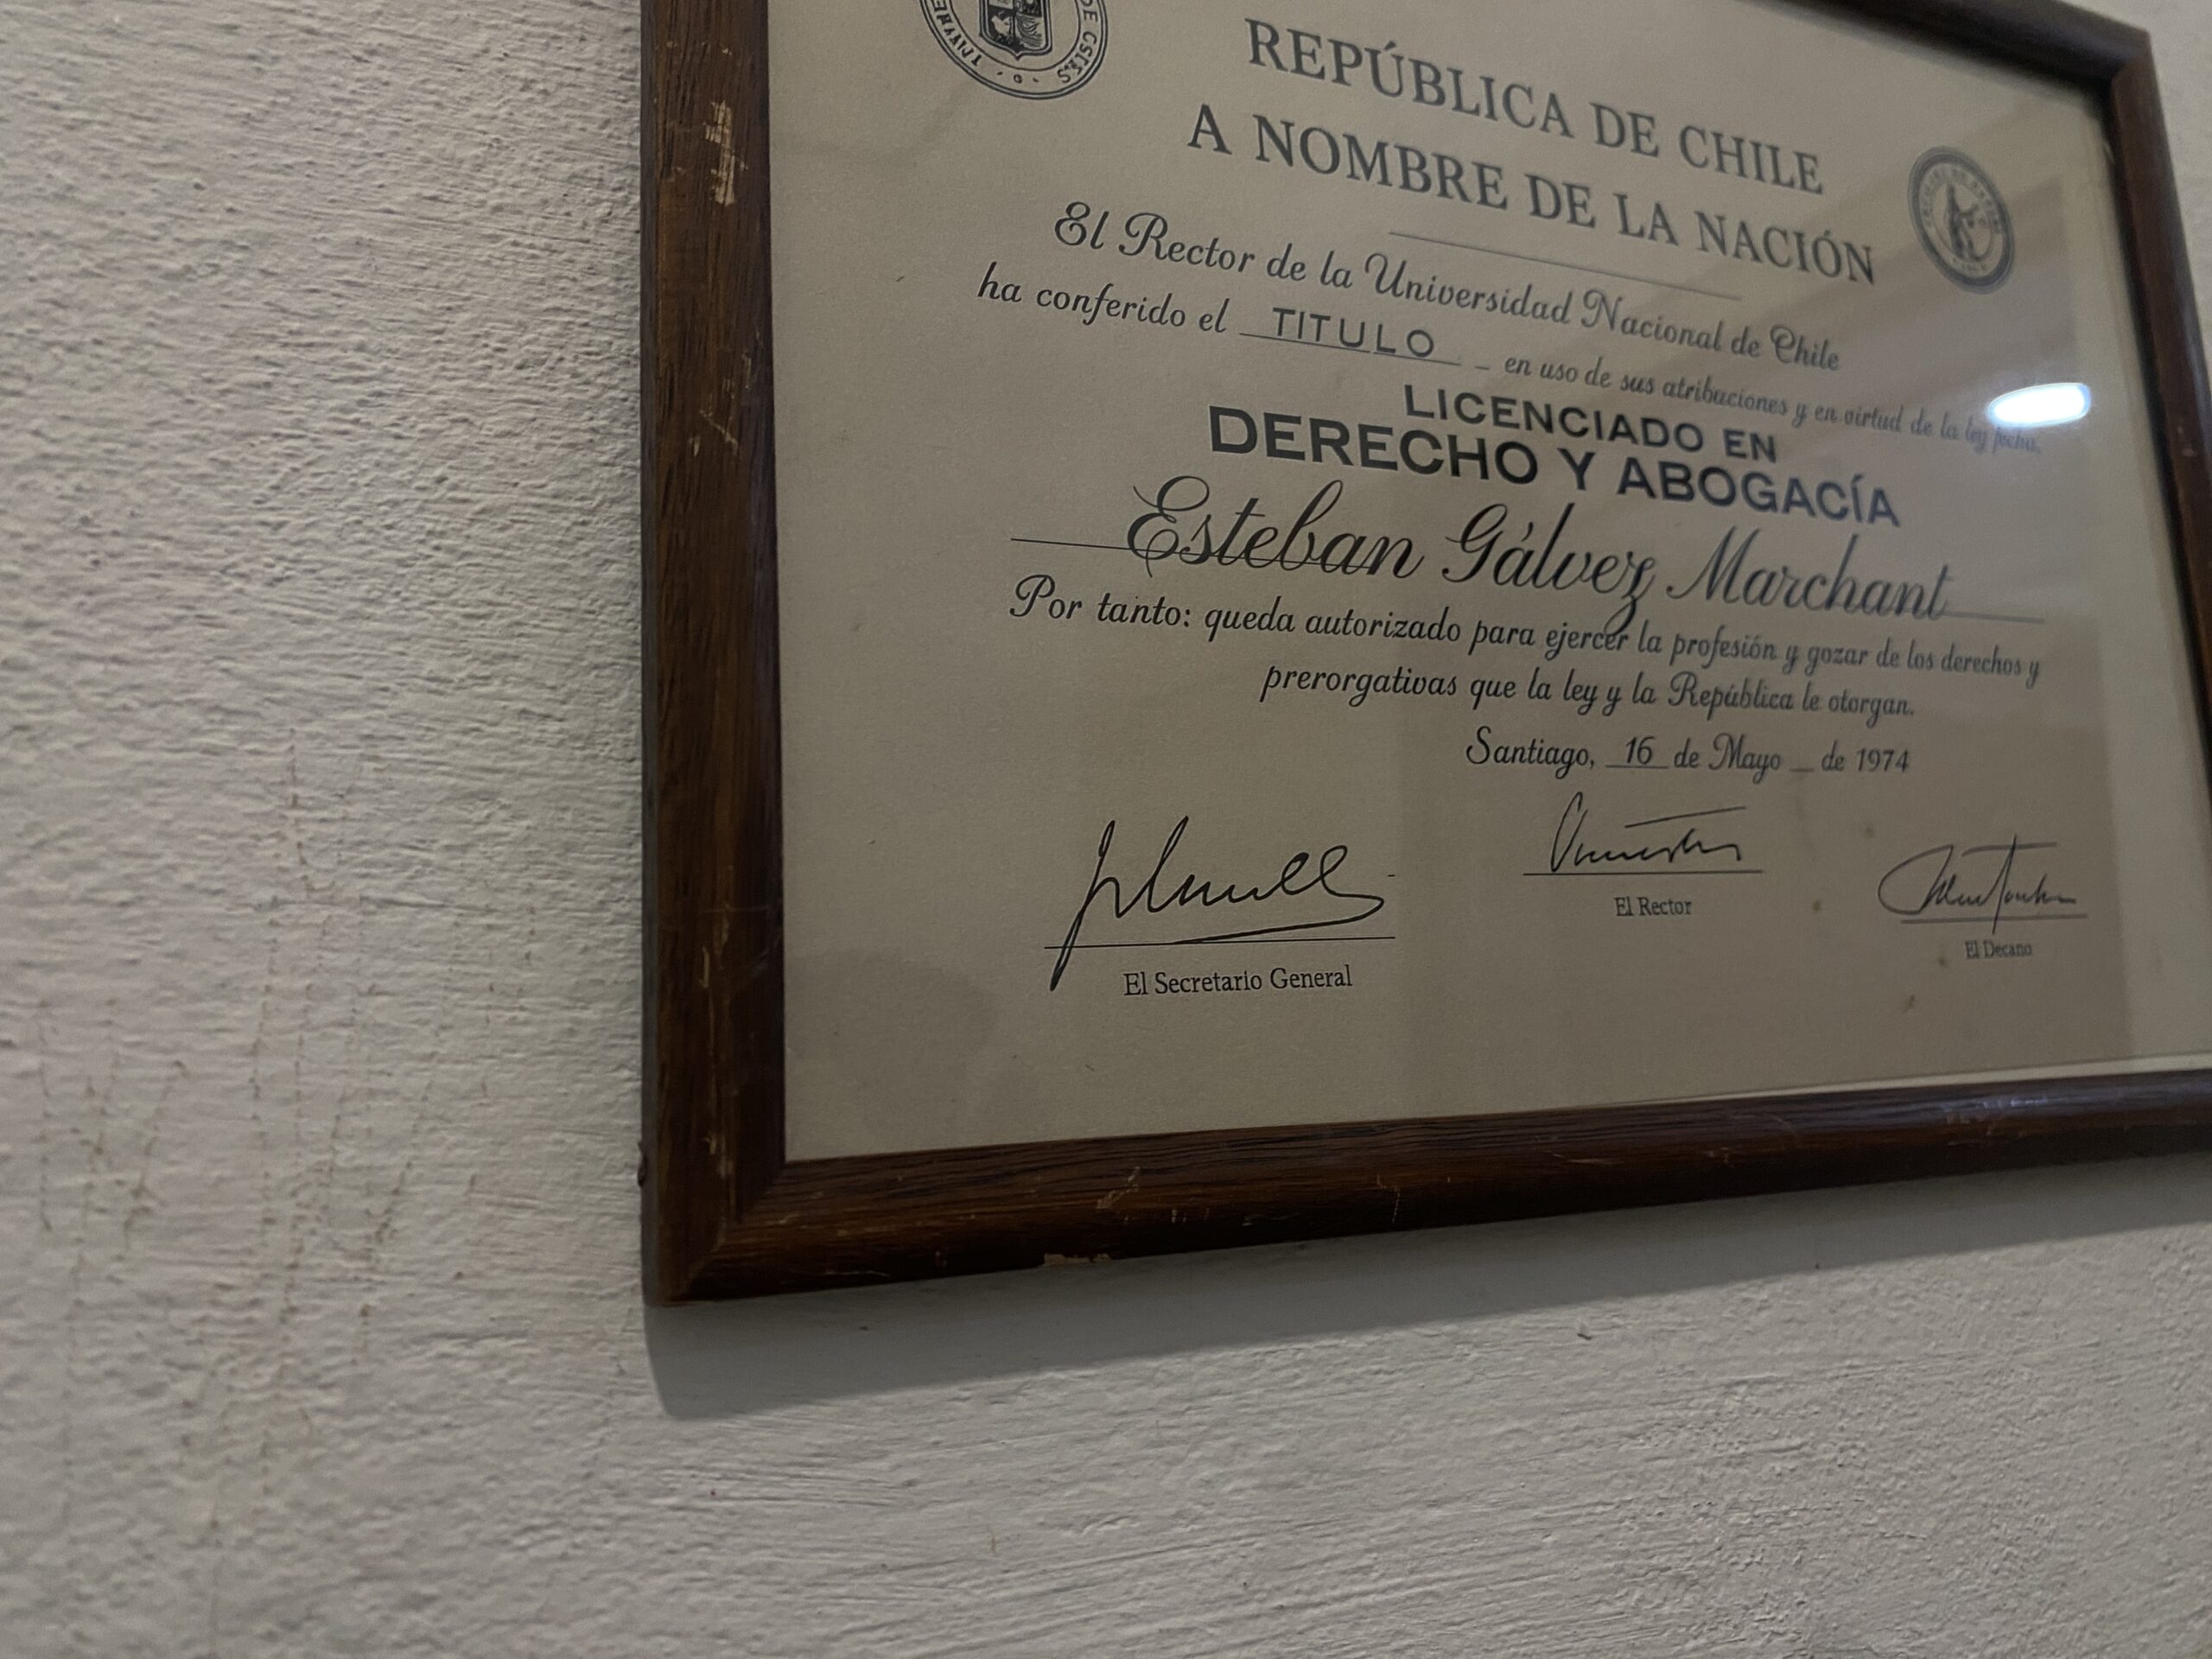 DE CSIES
REPÚBLICA DE CHILE
A NOMBRE DE LA NACIÓN
El Rector de la Universidad Nacional de Chile
ha conferido el TITULO en uso de sus atribuciones y en virtud de la ley
LICENCIADO EN
DERECHO Y ABOGACÍA
Esteban Gálvez Marchant
Por tanto: queda autorizado para ejercer la profesión y gozar de los derechos y
prerorgativas que la ley y la República le otorgan.
Santiago, 16 de Mayo _ de 1974
El Rector
El Decano
El Secretario General